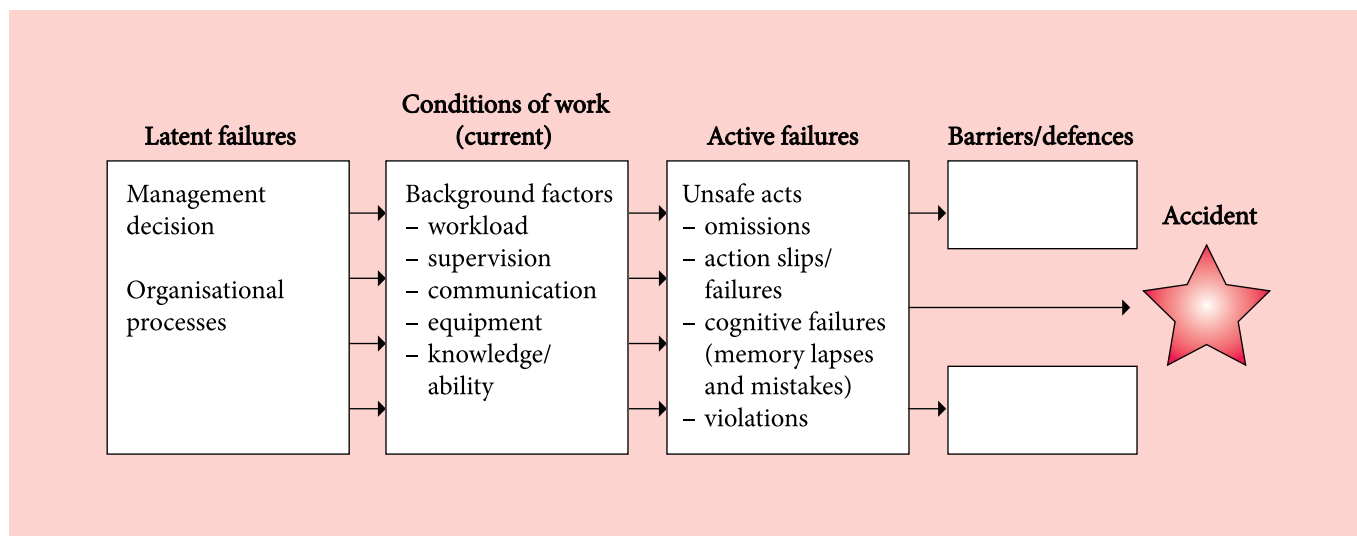 Latent failures
Management
decision
Organisational
processes
Conditions of work
(current)
Background factors
– workload
– supervision
– communication
– equipment
– knowledge/
ability
Active failures
Unsafe acts
– omissions
– action slips/
failures
– cognitive failures
(memory lapses
and mistakes)
– violations
Barriers/defences
Accident